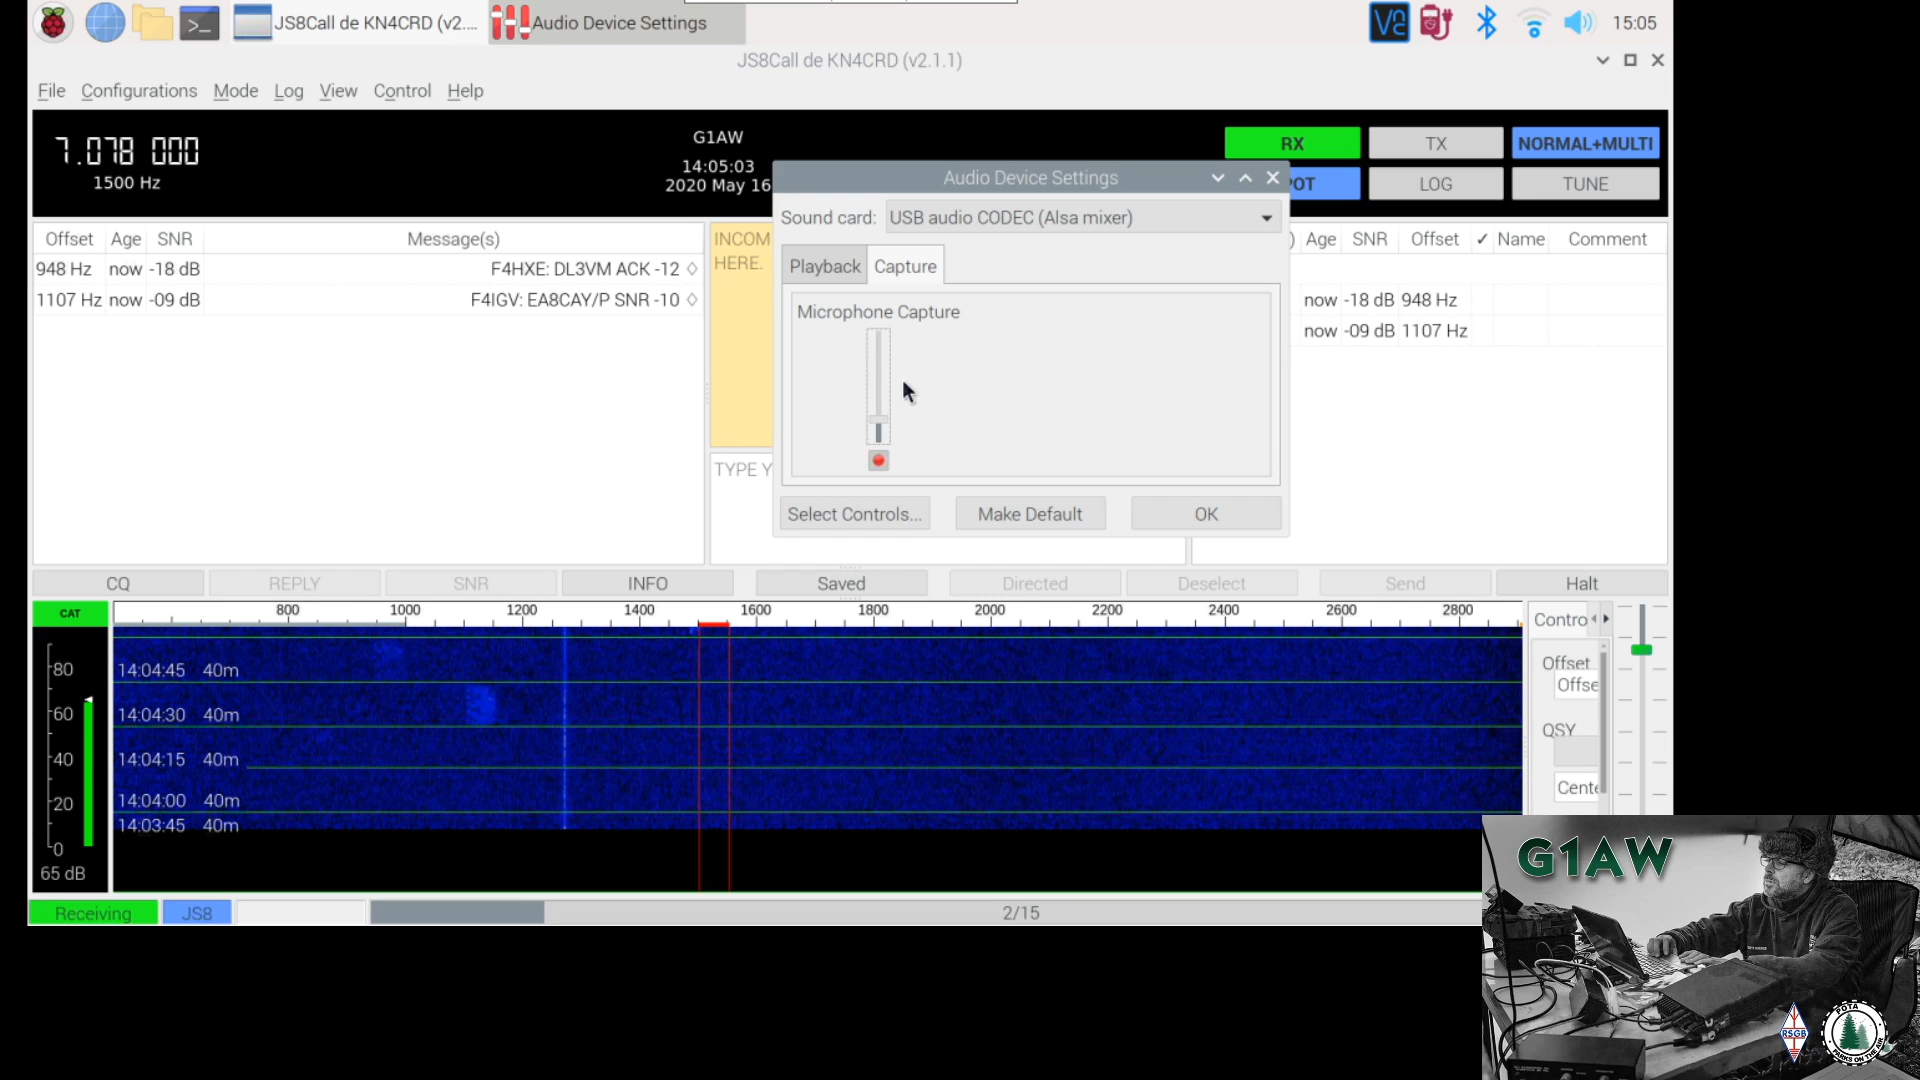 JS8Call de KN4CRD (v2....
Audio Device Settings
15:05
JS8Call de KN4CRD (v2.1.1)
File Configurations Mode Log View Control Help
7.078 000
1500 Hz
G1AW
14:05:03
2020 May 16
RX TX NORMAL+MULTI
POT LOG TUNE
Audio Device Settings
Sound card: USB audio CODEC (Alsa mixer)
Playback Capture
Microphone Capture
Select Controls... Make Default OK
Offset Age SNR Message(s)
948 Hz now -18 dB F4HXE: DL3VM ACK -12 ♢
1107 Hz now -09 dB F4IGV: EA8CAY/P SNR -10 ♢
INCOM
HERE.
TYPE Y
) Age SNR Offset ✓ Name Comment
now -18 dB 948 Hz
now -09 dB 1107 Hz
CQ REPLY SNR INFO Saved Directed Deselect Send Halt
CAT
800 1000 1200 1400 1600 1800 2000 2200 2400 2600 2800
80
60
40
20
0
65 dB
14:04:45 40m
14:04:30 40m
14:04:15 40m
14:04:00 40m
14:03:45 40m
Contro
Offset
Offse
QSY
Cente
Receiving JS8 2/15
G1AW
RSGB
POTA
PARKS ON THE AIR